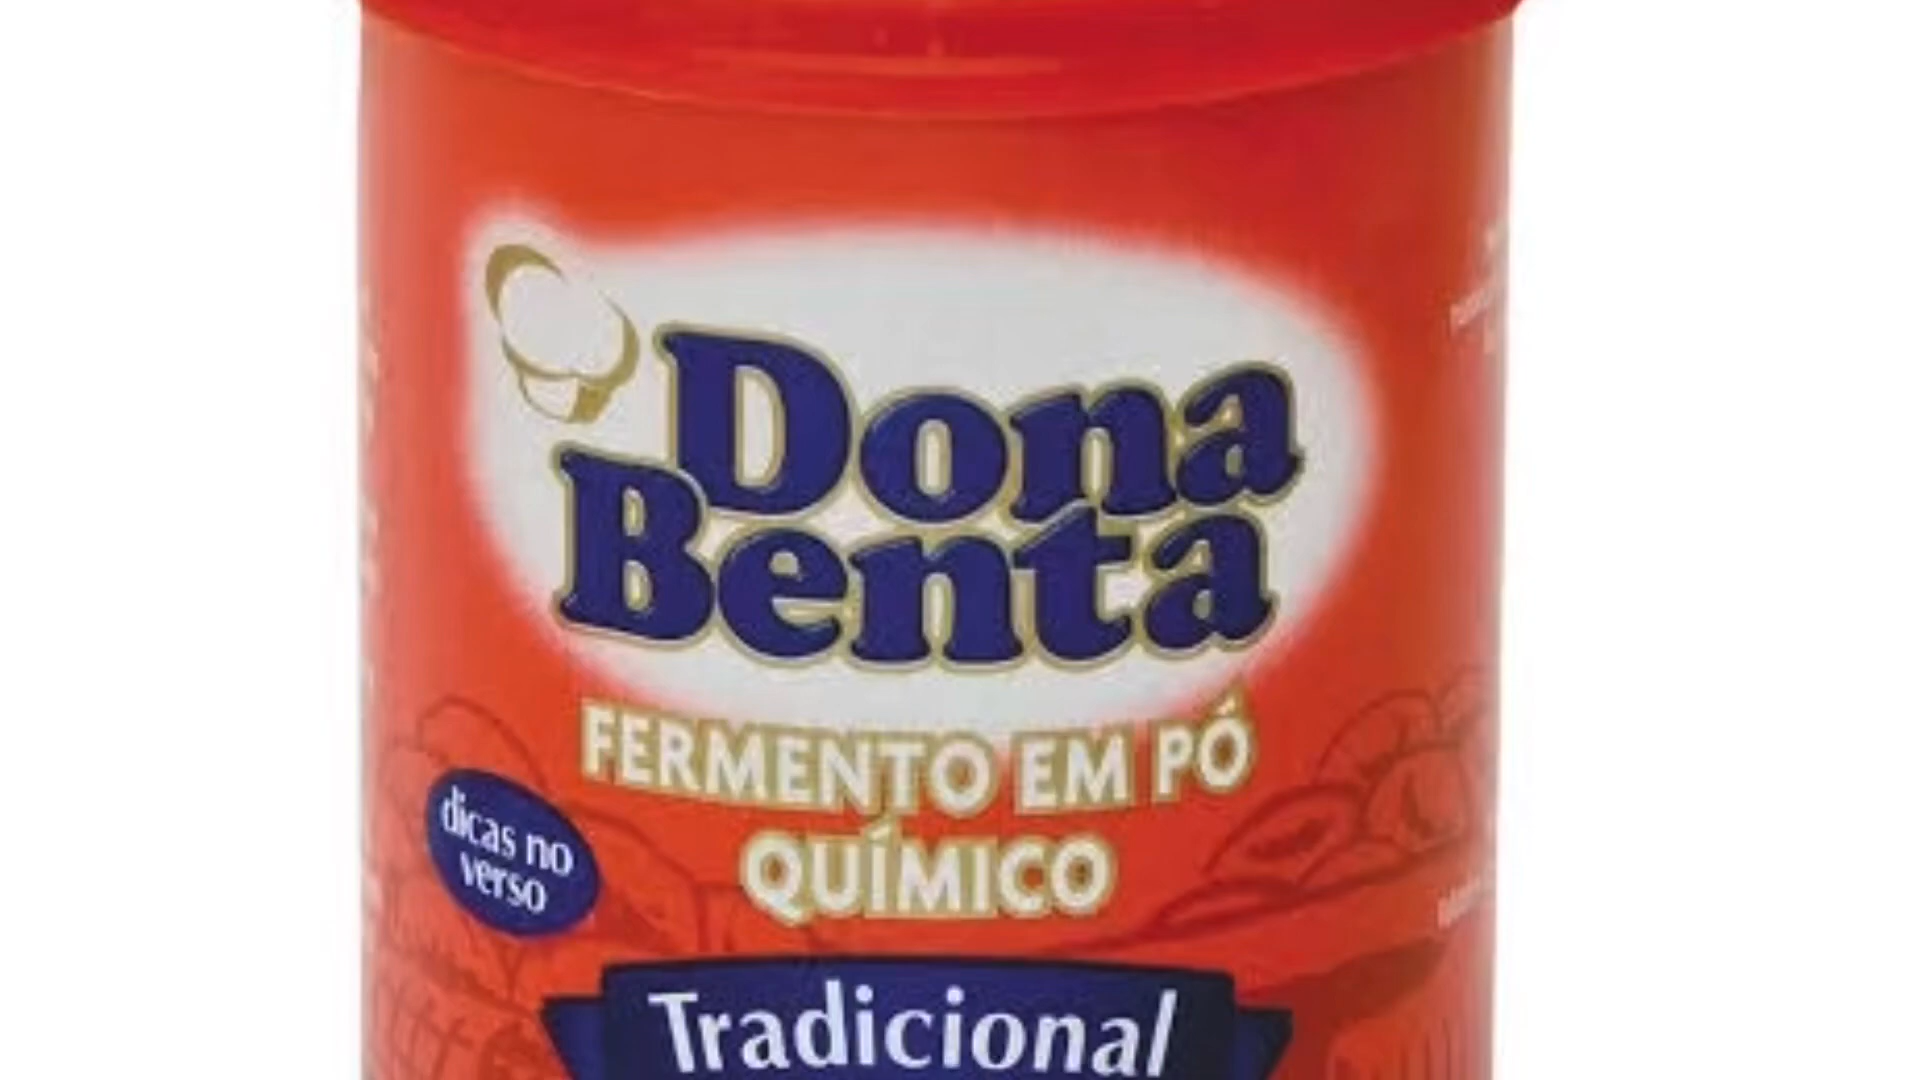 Dona
Benta
FERMENTO EM PÓ
QUÍMICO
dicas no
verso
Tradicional